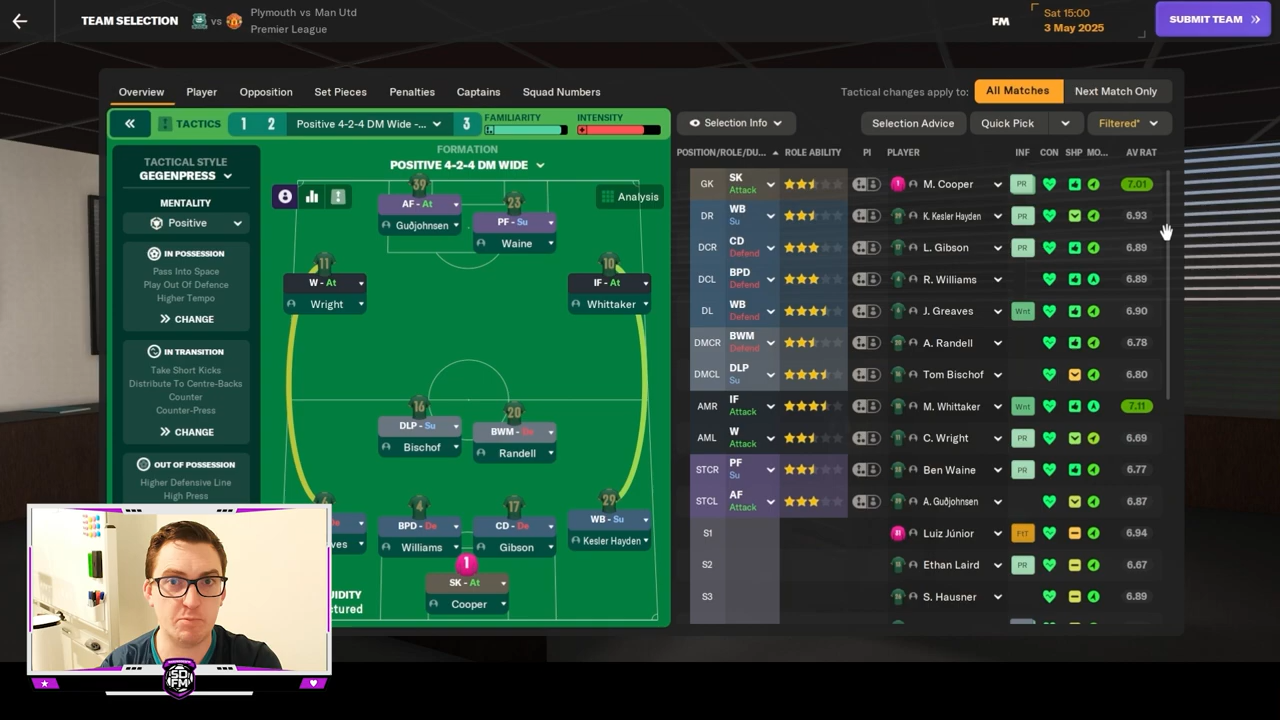 TEAM SELECTION
vs
Plymouth vs Man Utd
Premier League
FM
Sat 15:00
3 May 2025
SUBMIT TEAM
Overview
Player
Opposition
Set Pieces
Penalties
Captains
Squad Numbers
Tactical changes apply to:
All Matches
Next Match Only
TACTICS
1
2
Positive 4-2-4 DM Wide -...
3
FAMILIARITY
INTENSITY
Selection Info
Selection Advice
Quick Pick
Filtered*
TACTICAL STYLE
GEGENPRESS
MENTALITY
Positive
IN POSSESSION
Pass Into Space
Play Out Of Defence
Higher Tempo
CHANGE
IN TRANSITION
Take Short Kicks
Distribute To Centre-Backs
Counter
Counter-Press
CHANGE
OUT OF POSSESSION
Higher Defensive Line
High Press
FORMATION
POSITIVE 4-2-4 DM WIDE
Analysis
39
AF - At
Guðjohnsen
23
PF - Su
Waine
11
W - At
Wright
10
IF - At
Whittaker
16
DLP - Su
Bischof
20
BWM - De
Randell
4
BPD - De
Williams
17
CD - De
Gibson
29
WB - Su
Kesler Hayden
1
SK - At
Cooper
POSITION/ROLE/DU... ROLE ABILITY PI PLAYER INF CON SHP MO... AV RAT
GK SK Attack M. Cooper PR 7.01
DR WB Su K. Kesler Hayden PR 6.93
DCR CD Defend L. Gibson PR 6.89
DCL BPD Defend R. Williams 6.89
DL WB Defend J. Greaves Wnt 6.90
DMCR BWM Defend A. Randell 6.78
DMCL DLP Su Tom Bischof 6.80
AMR IF Attack M. Whittaker Wnt 7.11
AML W Attack C. Wright PR 6.69
STCR PF Su Ben Waine PR 6.77
STCL AF Attack A. Guðjohnsen 6.87
S1 Luiz Júnior FtT 6.94
S2 Ethan Laird PR 6.67
S3 S. Hausner 6.89
SDFM